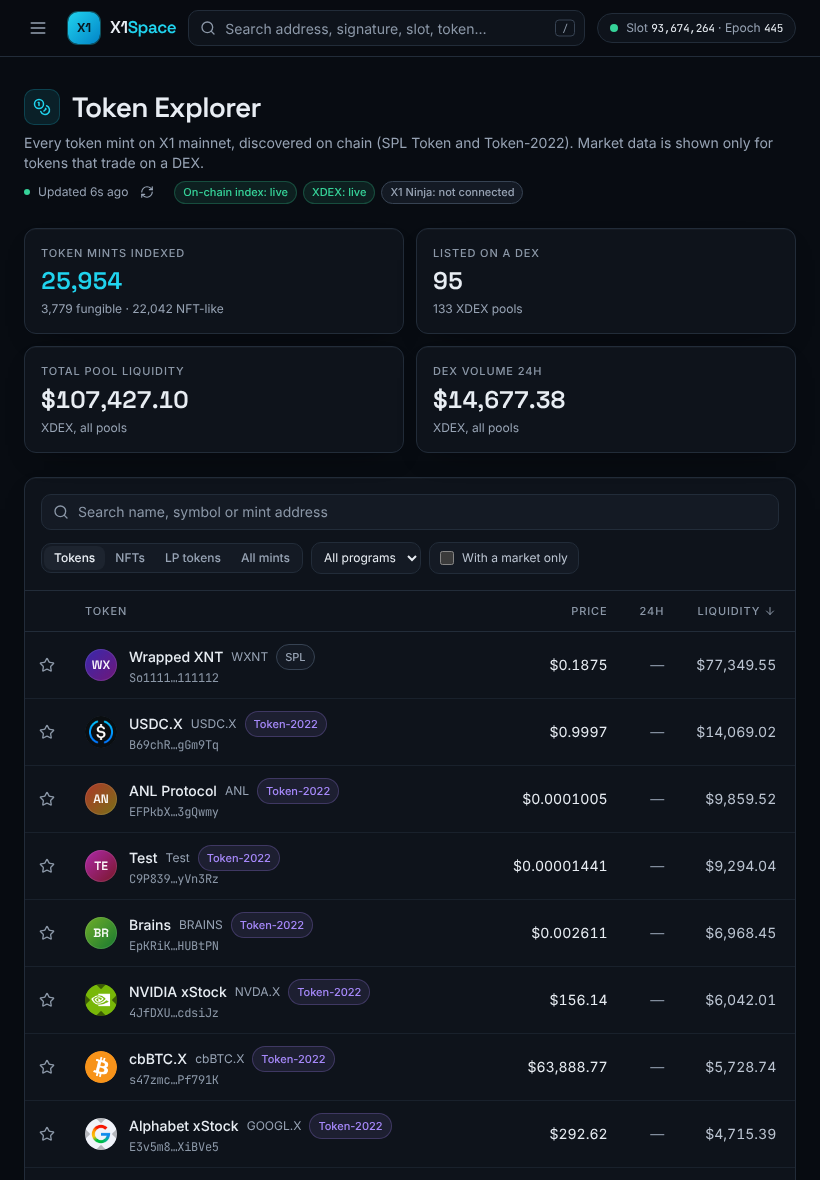 X1 X1Space Search address, signature, slot, token... / Slot 93,674,264 · Epoch 445
Token Explorer
Every token mint on X1 mainnet, discovered on chain (SPL Token and Token-2022). Market data is shown only for
tokens that trade on a DEX.
Updated 6s ago On-chain index: live XDEX: live X1 Ninja: not connected
TOKEN MINTS INDEXED
25,954
3,779 fungible · 22,042 NFT-like
LISTED ON A DEX
95
133 XDEX pools
TOTAL POOL LIQUIDITY
$107,427.10
XDEX, all pools
DEX VOLUME 24H
$14,677.38
XDEX, all pools
Search name, symbol or mint address
Tokens NFTs LP tokens All mints All programs With a market only
TOKEN PRICE 24H LIQUIDITY ↓
WX Wrapped XNT WXNT SPL $0.1875 — $77,349.55
So1111…111112
$ USDC.X USDC.X Token-2022 $0.9997 — $14,069.02
B69chR…gGm9Tq
AN ANL Protocol ANL Token-2022 $0.0001005 — $9,859.52
EFPkbX…3gQwmy
TE Test Test Token-2022 $0.00001441 — $9,294.04
C9P839…yVn3Rz
BR Brains BRAINS Token-2022 $0.002611 — $6,968.45
EpKRiK…HUBtPN
NVIDIA xStock NVDA.X Token-2022 $156.14 — $6,042.01
4JfDXU…cdsiJz
cbBTC.X cbBTC.X Token-2022 $63,888.77 — $5,728.74
s47zmc…Pf791K
Alphabet xStock GOOGL.X Token-2022 $292.62 — $4,715.39
E3v5m8…XiBVe5